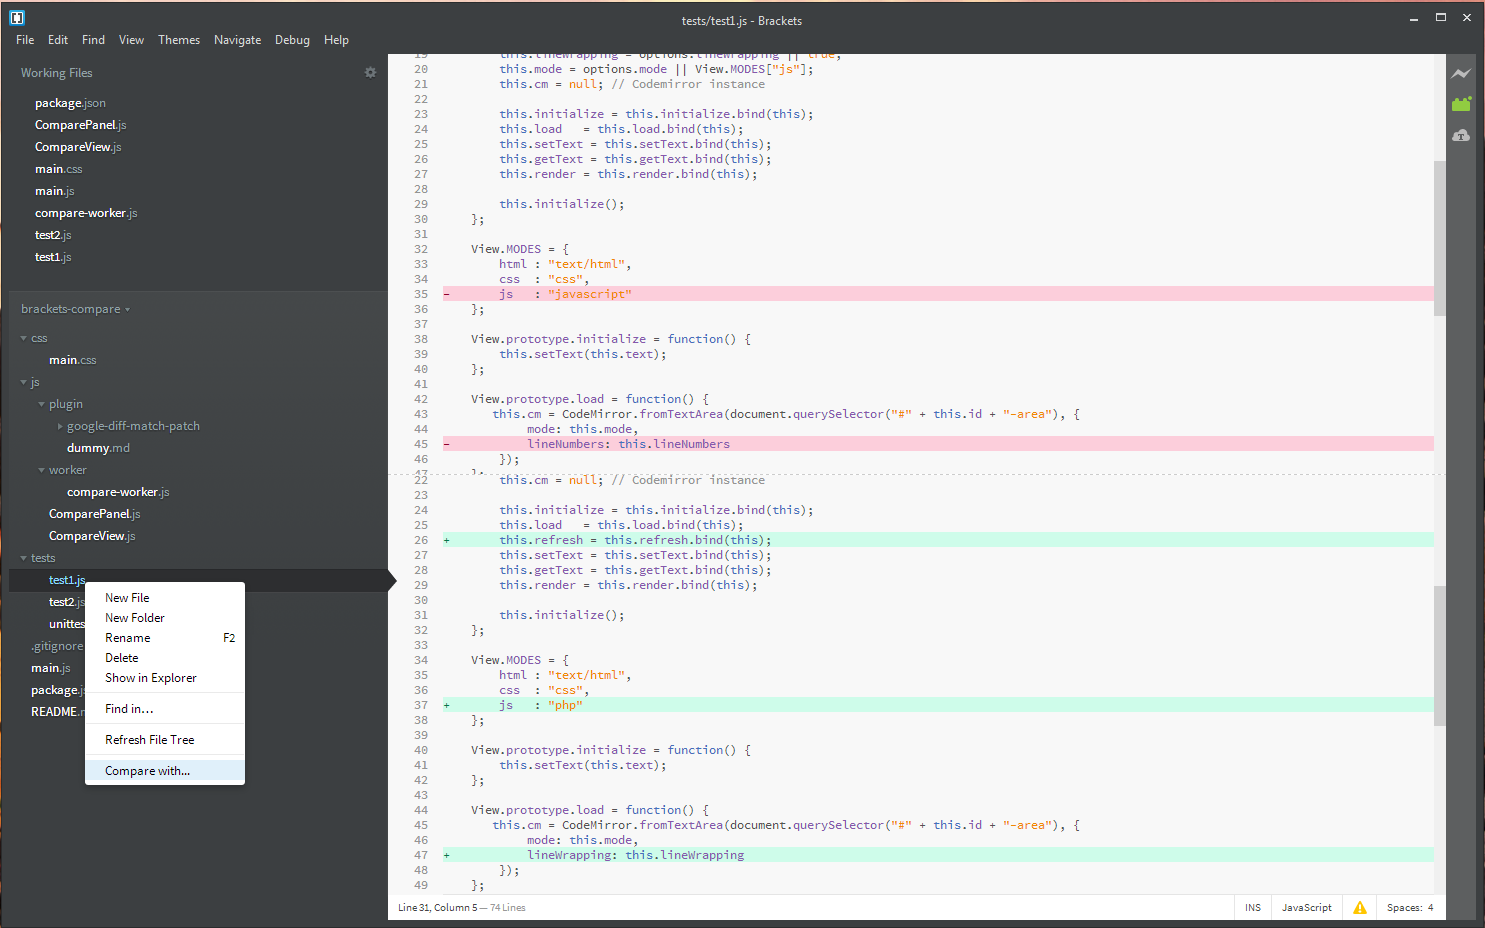 tests/test1.js - Brackets
File Edit Find View Themes Navigate Debug Help
Working Files
package.json
ComparePanel.js
CompareView.js
main.css
main.js
compare-worker.js
test2.js
test1.js
brackets-compare
css
main.css
js
plugin
google-diff-match-patch
dummy.md
worker
compare-worker.js
ComparePanel.js
CompareView.js
tests
test1.js
test2.js
unittes
.gitignore
main.js
package.js
README.m
New File
New Folder
Rename F2
Delete
Show in Explorer
Find in...
Refresh File Tree
Compare with...
19 this.lineWrapping = options.lineWrapping || true;
20 this.mode = options.mode || View.MODES["js"];
21 this.cm = null; // Codemirror instance
22
23 this.initialize = this.initialize.bind(this);
24 this.load   = this.load.bind(this);
25 this.setText = this.setText.bind(this);
26 this.getText = this.getText.bind(this);
27 this.render = this.render.bind(this);
28
29 this.initialize();
30 };
31
32 View.MODES = {
33 html : "text/html",
34 css  : "css",
35 - js   : "javascript"
36 };
37
38 View.prototype.initialize = function() {
39 this.setText(this.text);
40 };
41
42 View.prototype.load = function() {
43 this.cm = CodeMirror.fromTextArea(document.querySelector("#" + this.id + "-area"), {
44 mode: this.mode,
45 - lineNumbers: this.lineNumbers
46 });
47 };
22 this.cm = null; // Codemirror instance
23
24 this.initialize = this.initialize.bind(this);
25 this.load   = this.load.bind(this);
26 + this.refresh = this.refresh.bind(this);
27 this.setText = this.setText.bind(this);
28 this.getText = this.getText.bind(this);
29 this.render = this.render.bind(this);
30
31 this.initialize();
32 };
33
34 View.MODES = {
35 html : "text/html",
36 css  : "css",
37 + js   : "php"
38 };
39
40 View.prototype.initialize = function() {
41 this.setText(this.text);
42 };
43
44 View.prototype.load = function() {
45 this.cm = CodeMirror.fromTextArea(document.querySelector("#" + this.id + "-area"), {
46 mode: this.mode,
47 + lineWrapping: this.lineWrapping
48 });
49 };
Line 31, Column 5 — 74 Lines
INS JavaScript Spaces: 4